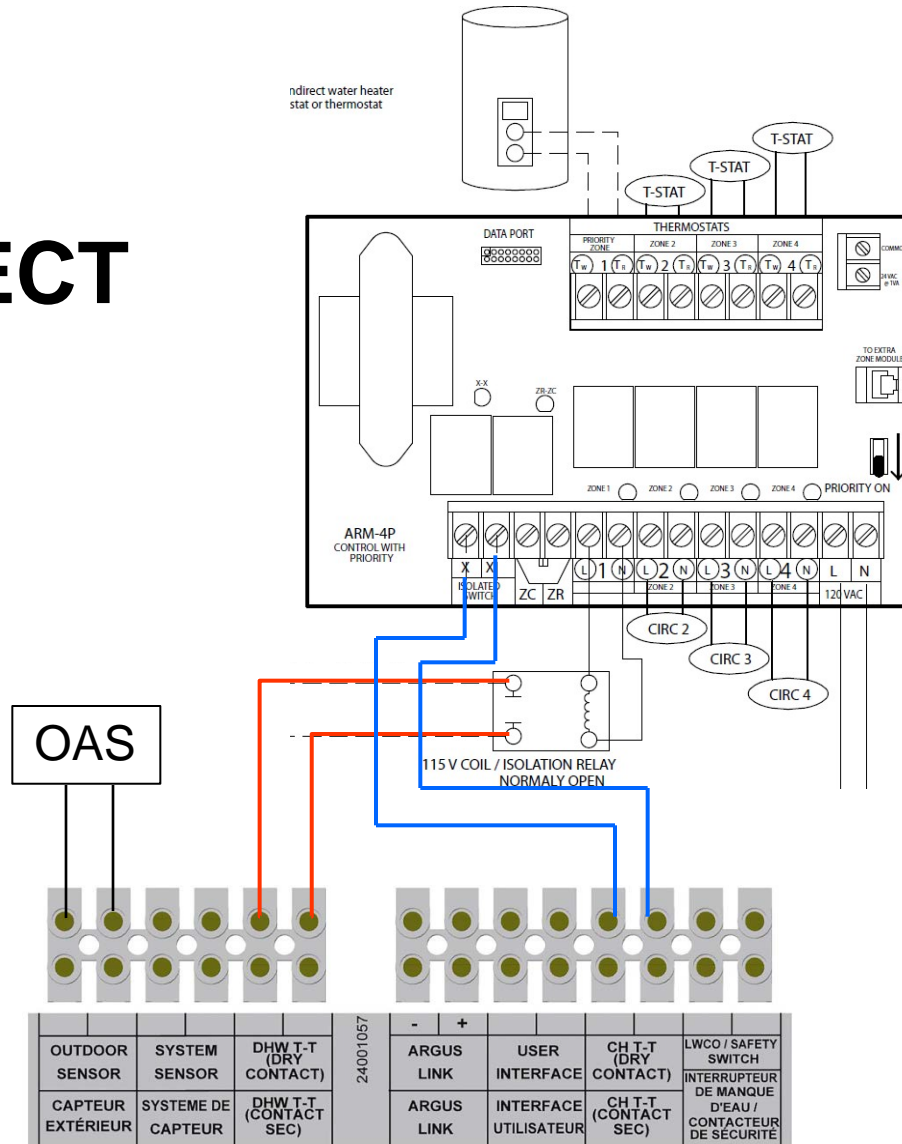 ndirect water heater
stat or thermostat
ECT
T-STAT
T-STAT
T-STAT
DATA PORT
THERMOSTATS
PRIORITY ZONE
ZONE 2
ZONE 3
ZONE 4
TW 1 TR TW 2 TR TW 3 TR TW 4 TR
COMMO
24 VAC
@ 1VA
TO EXTRA
ZONE MODULE
X-X
ZR-ZC
ZONE 1
ZONE 2
ZONE 3
ZONE 4
PRIORITY ON
ARM-4P
CONTROL WITH
PRIORITY
X X
ISOLATED
SWITCH
ZC ZR
L 1 N L 2 N L 3 N L 4 N L N
ZONE 2
ZONE 3
ZONE 4
120 VAC
CIRC 2
CIRC 3
CIRC 4
OAS
115 V COIL / ISOLATION RELAY
NORMALY OPEN
OUTDOOR
SENSOR
SYSTEM
SENSOR
DHW T-T
(DRY
CONTACT)
CAPTEUR
EXTÉRIEUR
SYSTEME DE
CAPTEUR
DHW T-T
(CONTACT
SEC)
24001057
- +
ARGUS
LINK
USER
INTERFACE
CH T-T
(DRY
CONTACT)
LWCO / SAFETY
SWITCH
ARGUS
LINK
INTERFACE
UTILISATEUR
CH T-T
(CONTACT
SEC)
INTERRUPTEUR
DE MANQUE
D'EAU /
CONTACTEUR
DE SÉCURITÉ